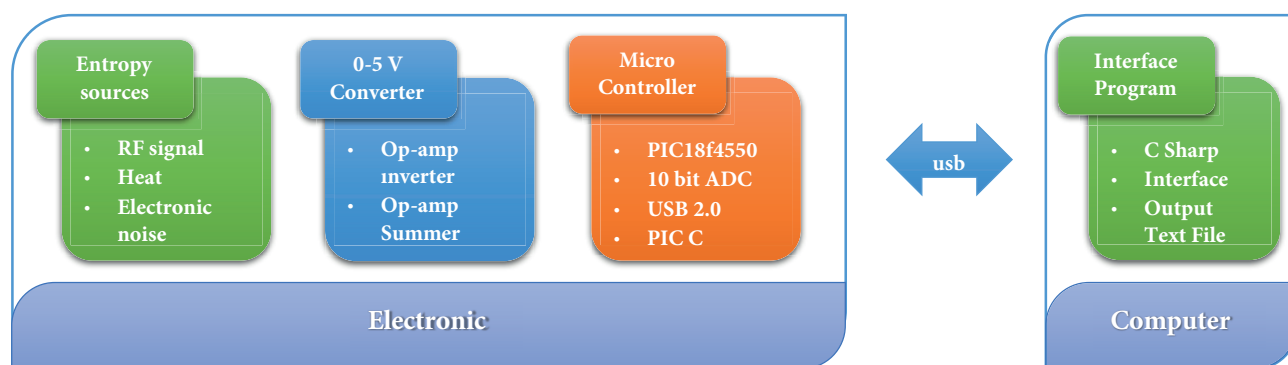 Entropy
sources
• RF signal
• Heat
• Electronic
noise
0-5 V
Converter
• Op-amp
ınverter
• Op-amp
Summer
Micro
Controller
• PIC18f4550
• 10 bit ADC
• USB 2.0
• PIC C
Electronic
usb
Interface
Program
• C Sharp
• Interface
• Output
Text File
Computer